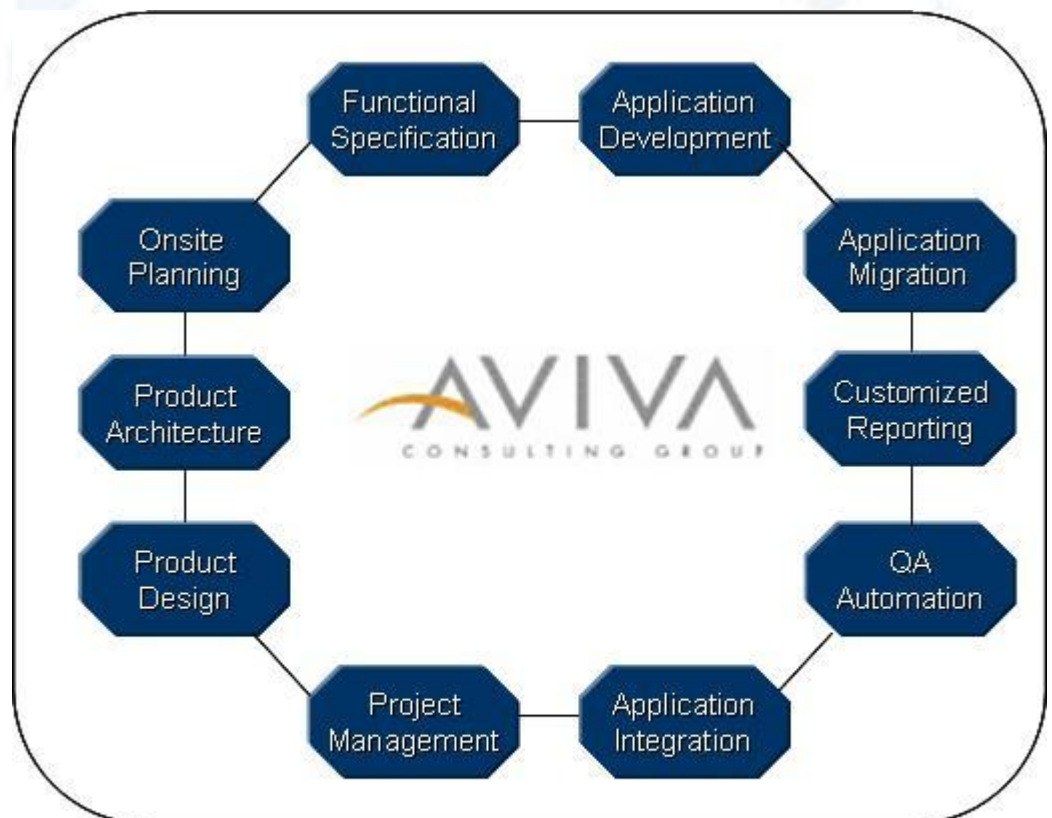 Functional
Specification
Application
Development
Onsite
Planning
Application
Migration
Product
Architecture
AVIVA
CONSULTING GROUP
Customized
Reporting
Product
Design
QA
Automation
Project
Management
Application
Integration